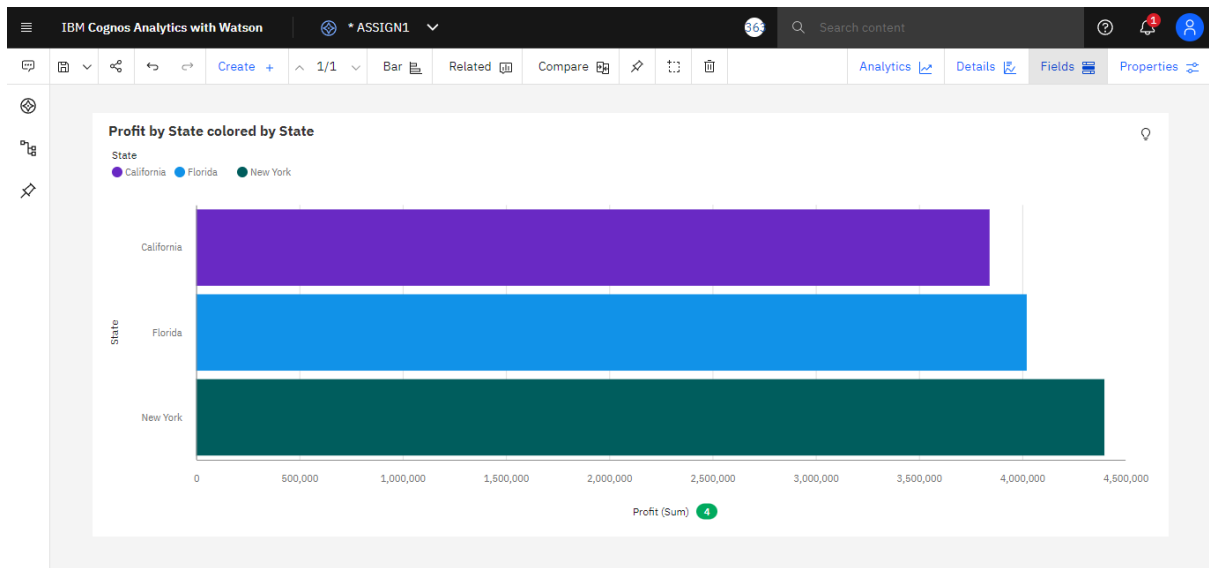 IBM Cognos Analytics with Watson
* ASSIGN1
363
Search content
1
Create +
1/1
Bar
Related
Compare
Analytics
Details
Fields
Properties
Profit by State colored by State
State
California
Florida
New York
California
Florida
New York
State
0
500,000
1,000,000
1,500,000
2,000,000
2,500,000
3,000,000
3,500,000
4,000,000
4,500,000
Profit (Sum)
4